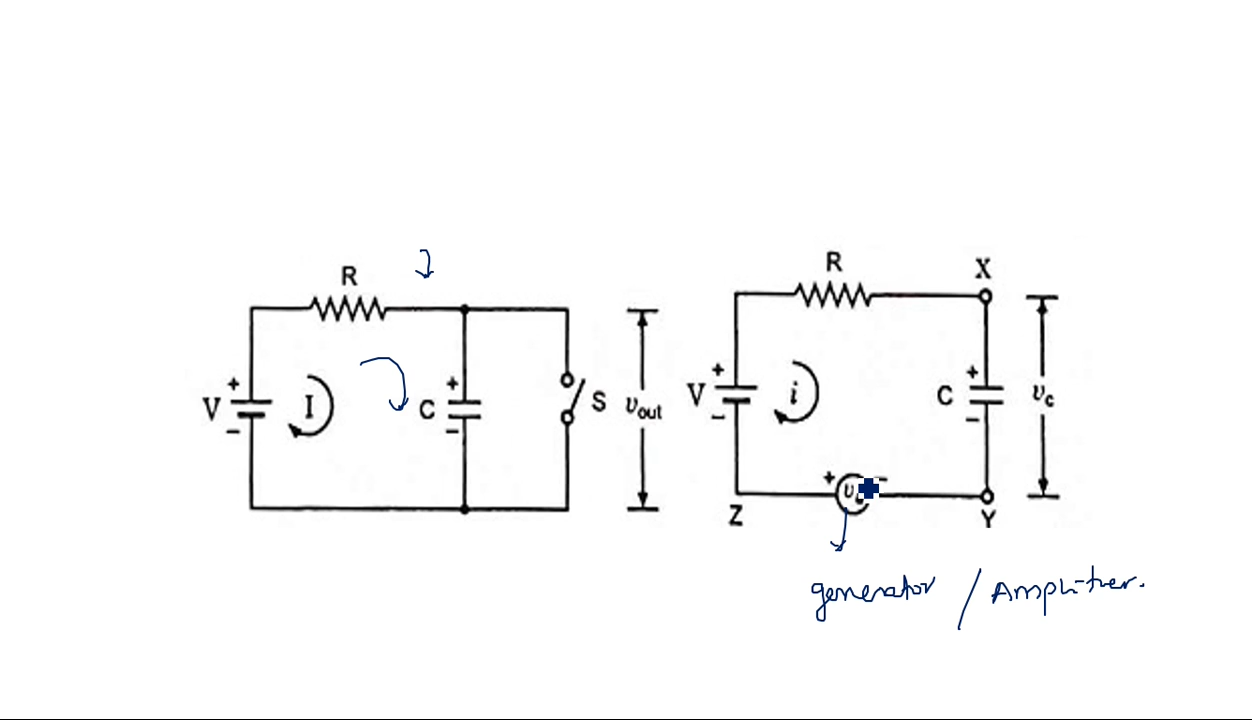 R
V
I
C
S
vout
R
X
V
i
C
vc
Z
Y
generator / Amplifier.